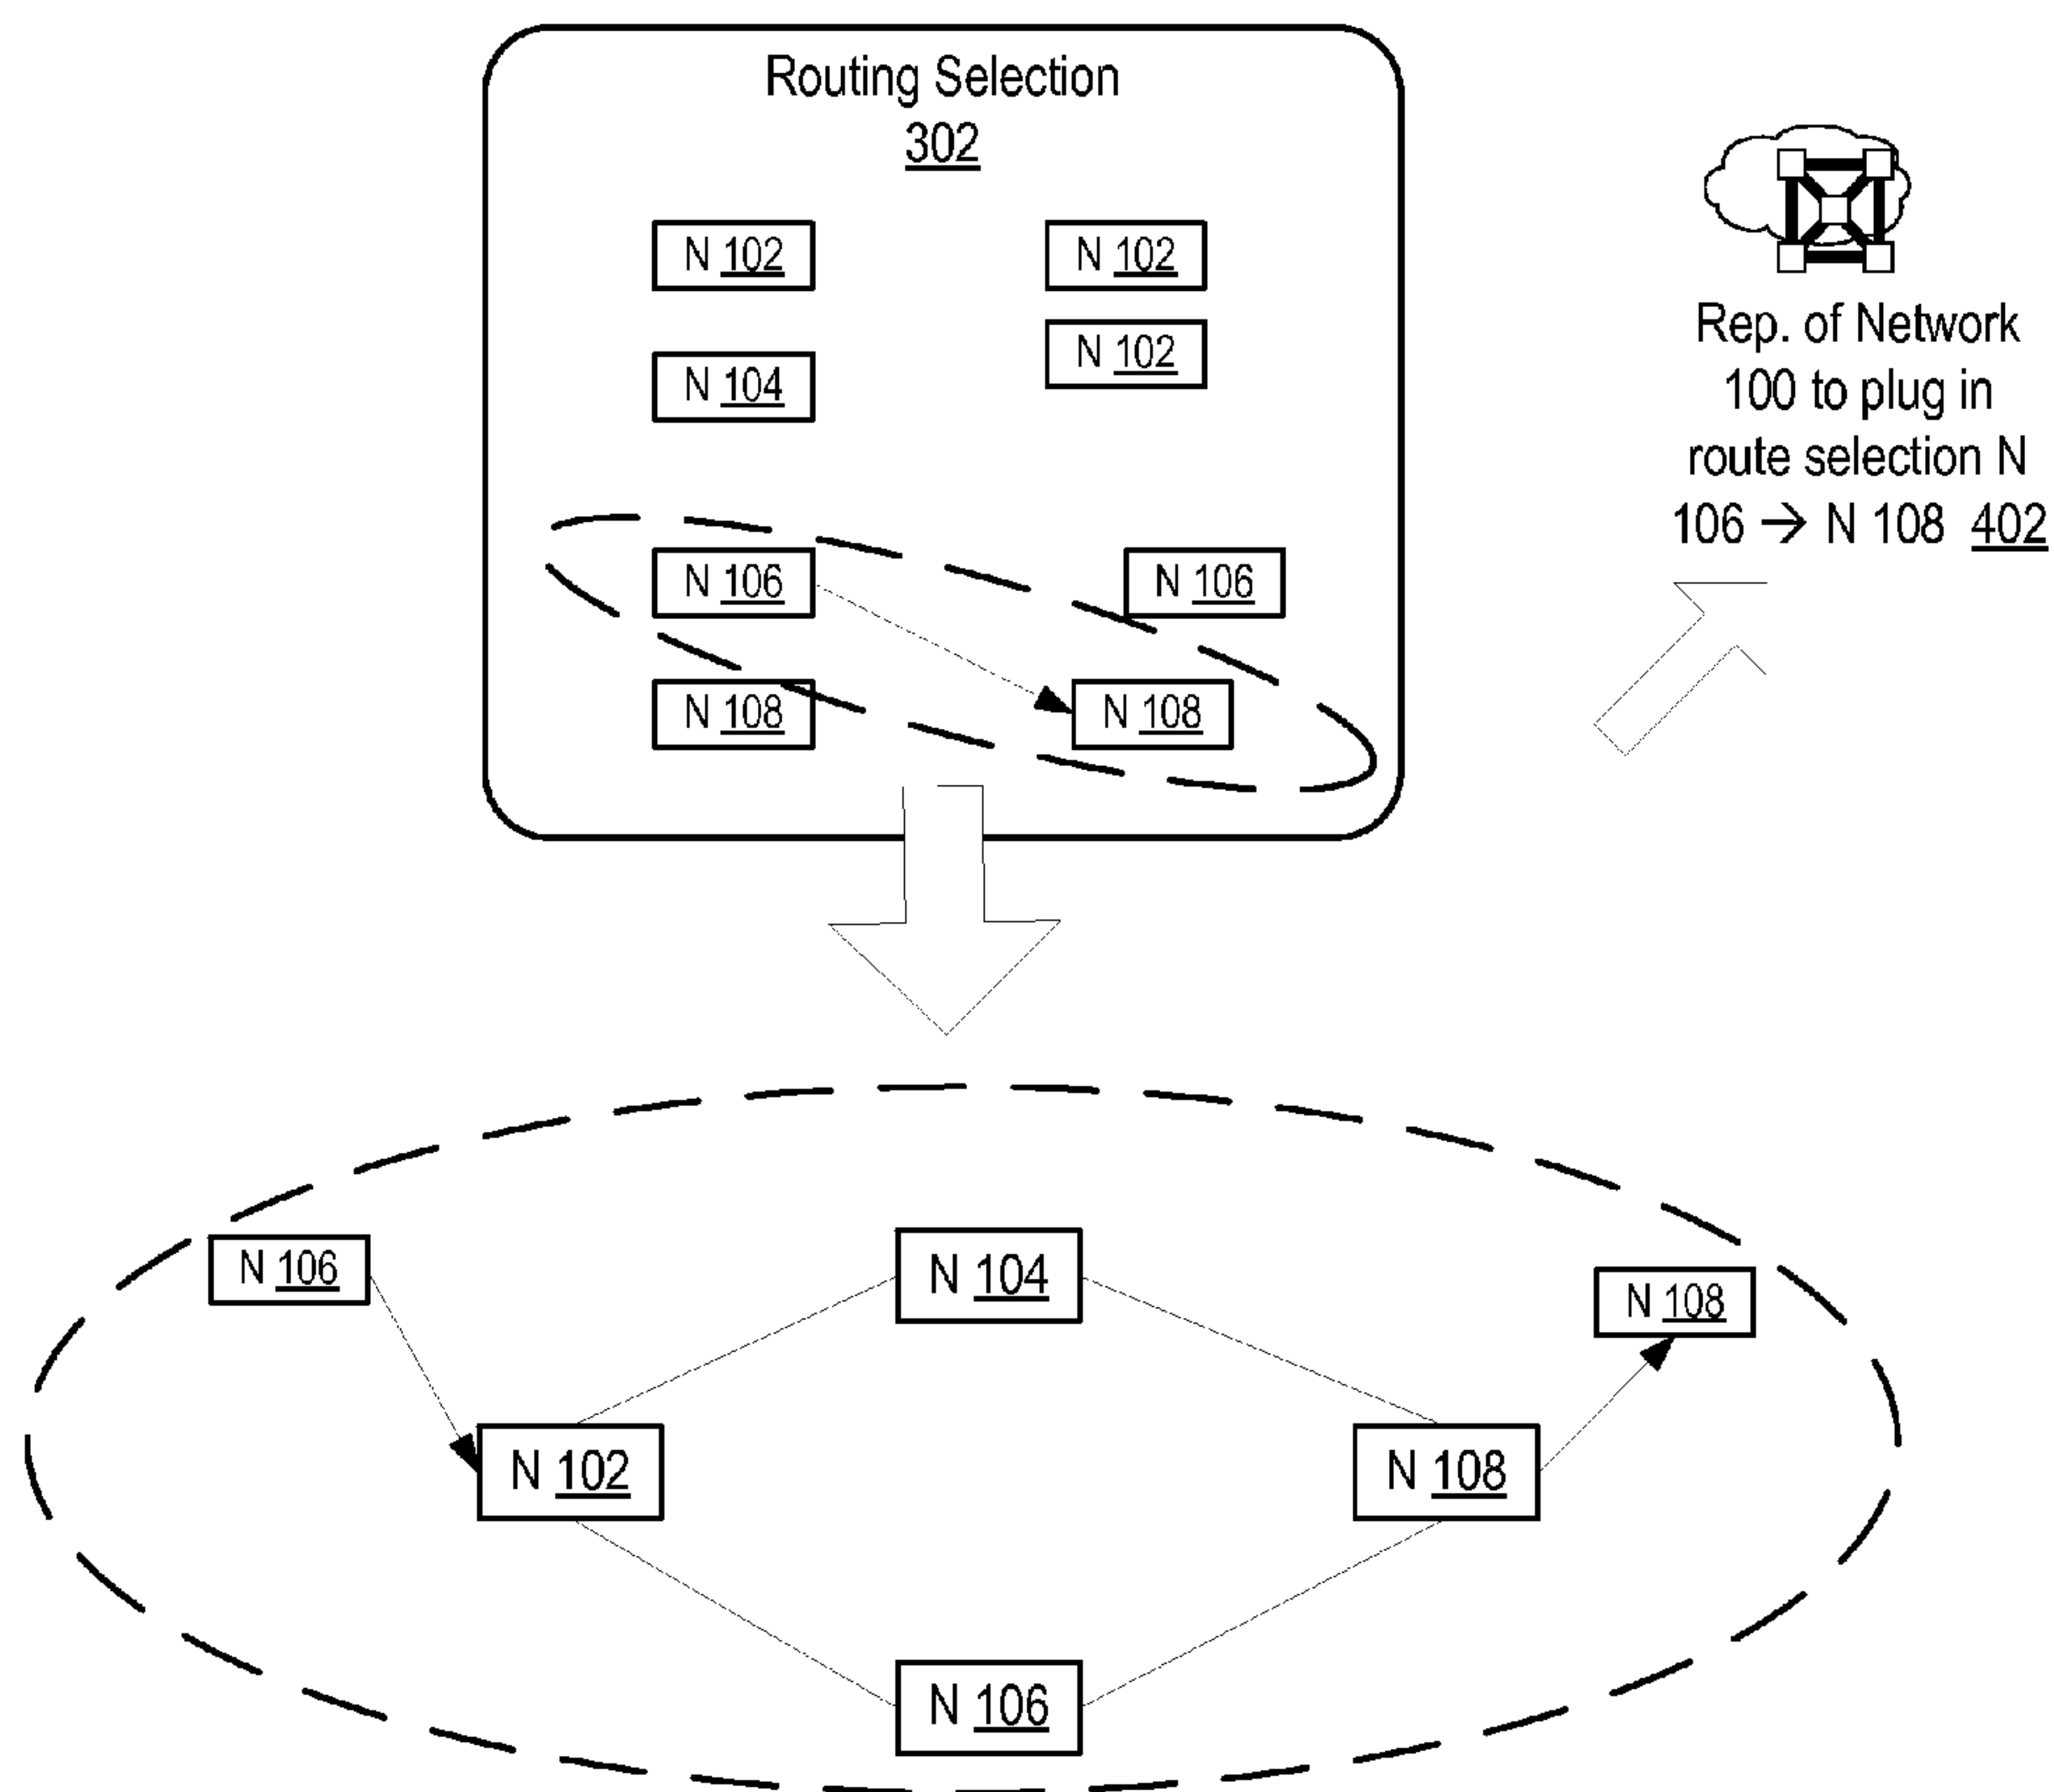 Routing Selection
302
N 102
N 102
N 102
N 104
N 106
N 106
N 108
N 108
Rep. of Network
100 to plug in
route selection N
106 → N 108 402
N 106
N 104
N 108
N 102
N 108
N 106